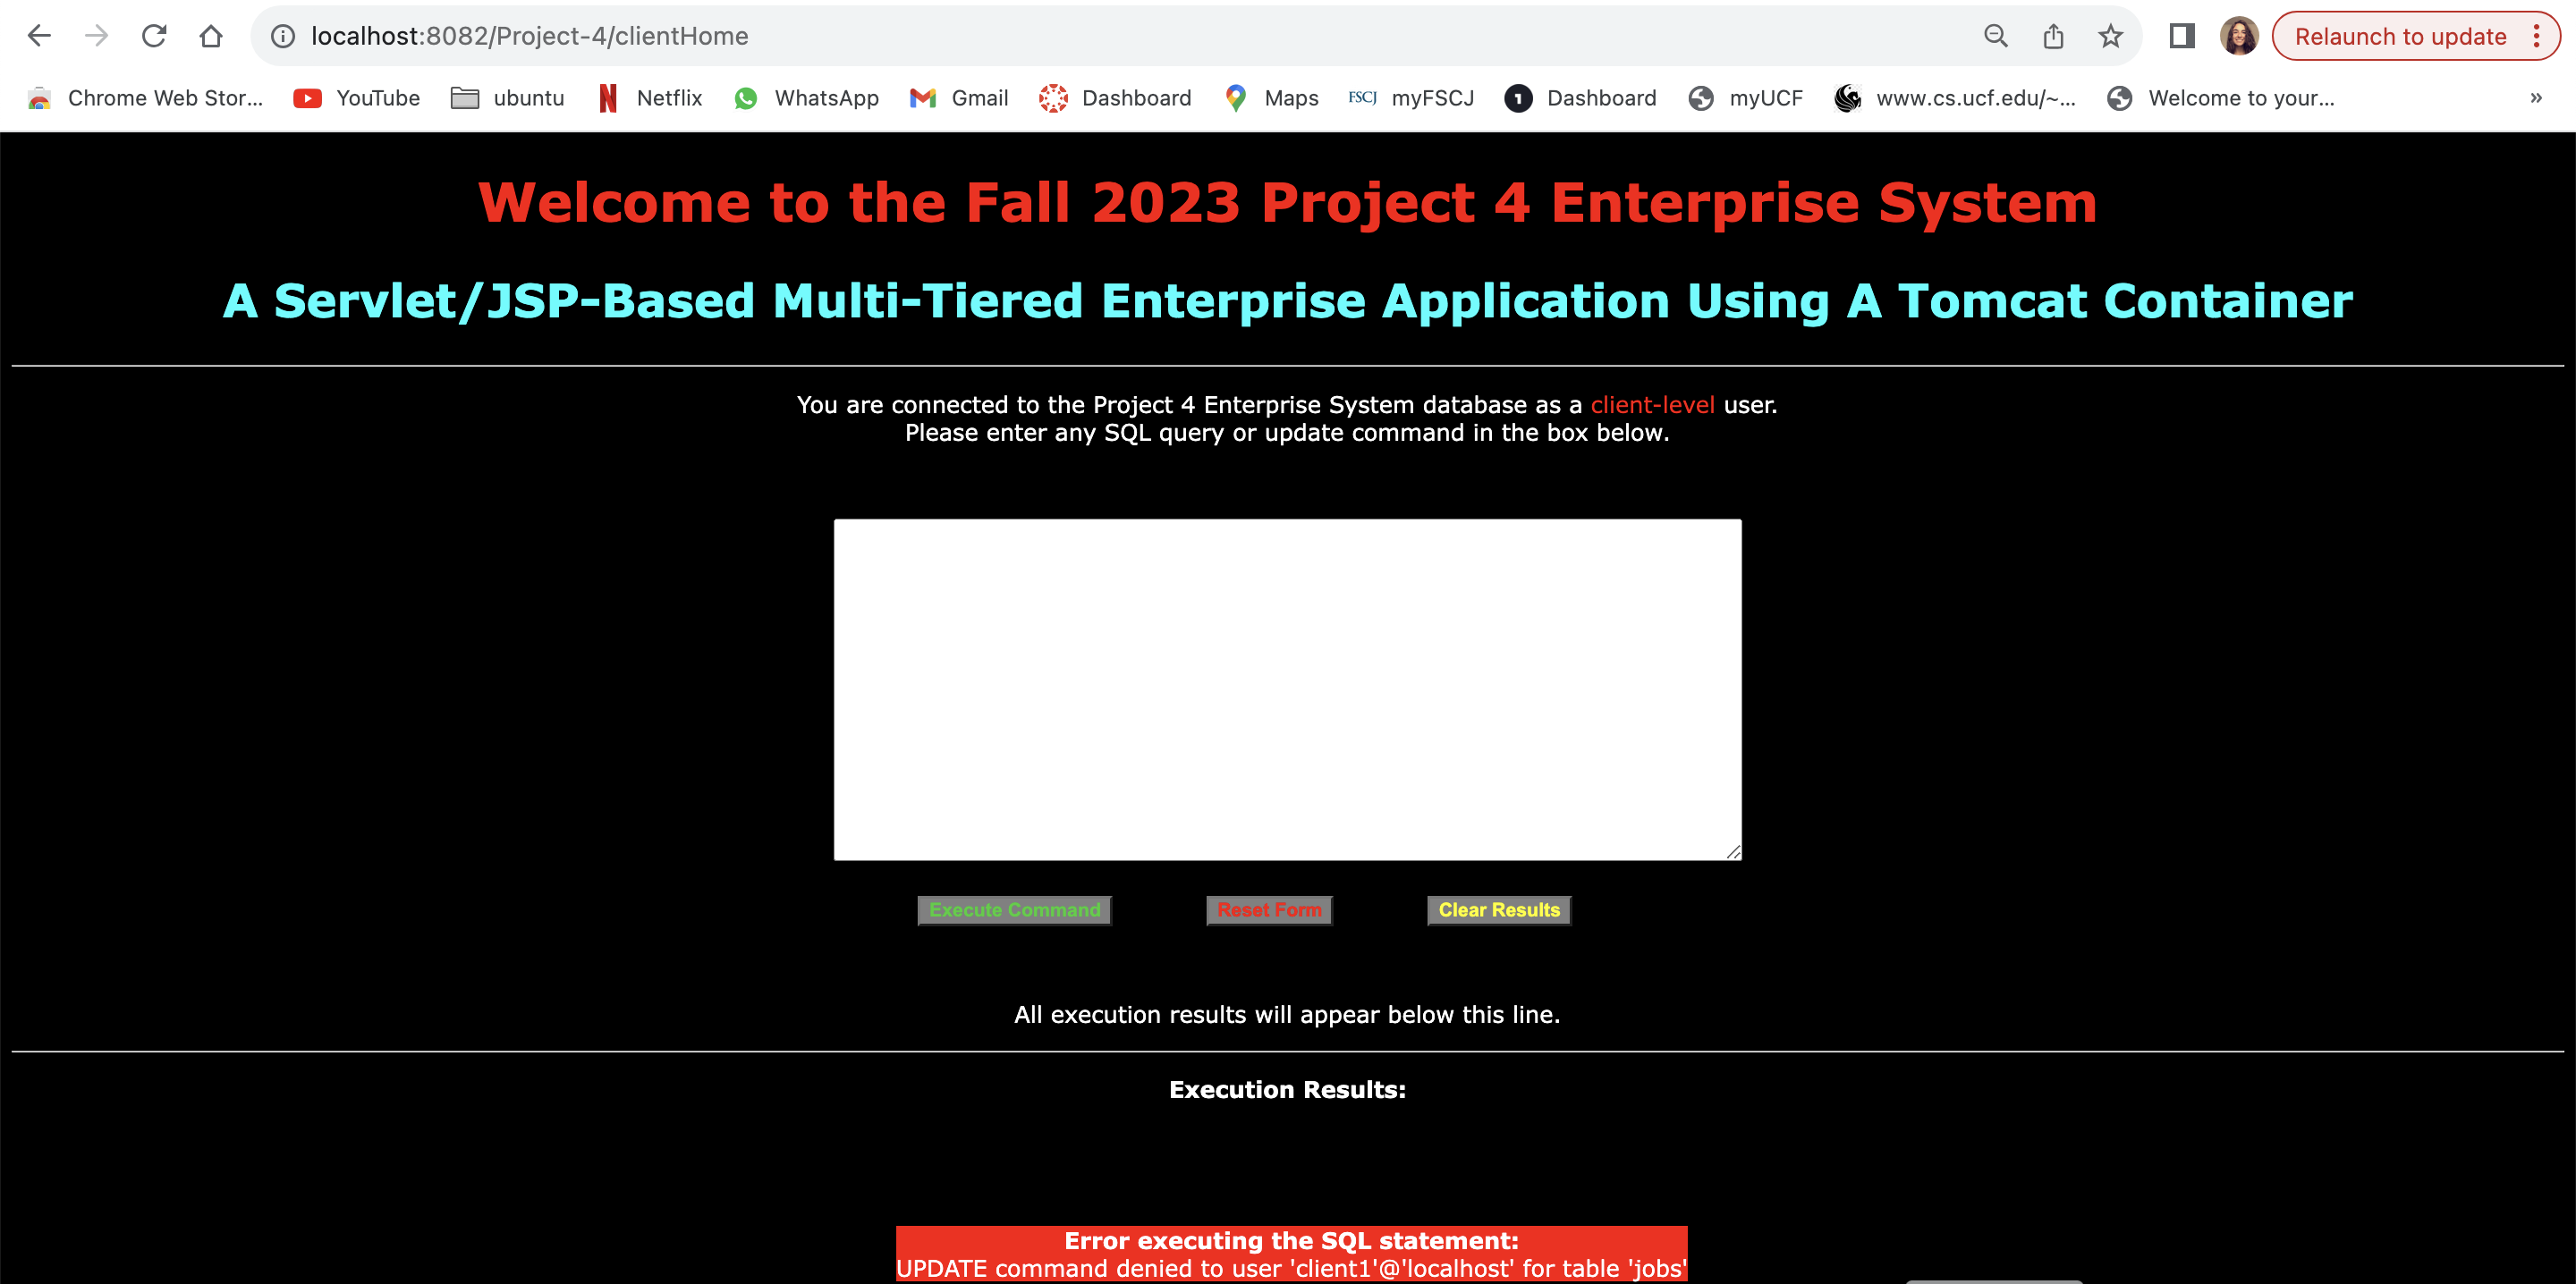 localhost:8082/Project-4/clientHome
Relaunch to update
Chrome Web Stor... YouTube ubuntu Netflix WhatsApp Gmail Dashboard Maps FSCJ myFSCJ 1 Dashboard myUCF www.cs.ucf.edu/~... Welcome to your... »
Welcome to the Fall 2023 Project 4 Enterprise System
A Servlet/JSP-Based Multi-Tiered Enterprise Application Using A Tomcat Container
You are connected to the Project 4 Enterprise System database as a client-level user.
Please enter any SQL query or update command in the box below.
Execute Command Reset Form Clear Results
All execution results will appear below this line.
Execution Results:
Error executing the SQL statement:
UPDATE command denied to user 'client1'@'localhost' for table 'jobs'